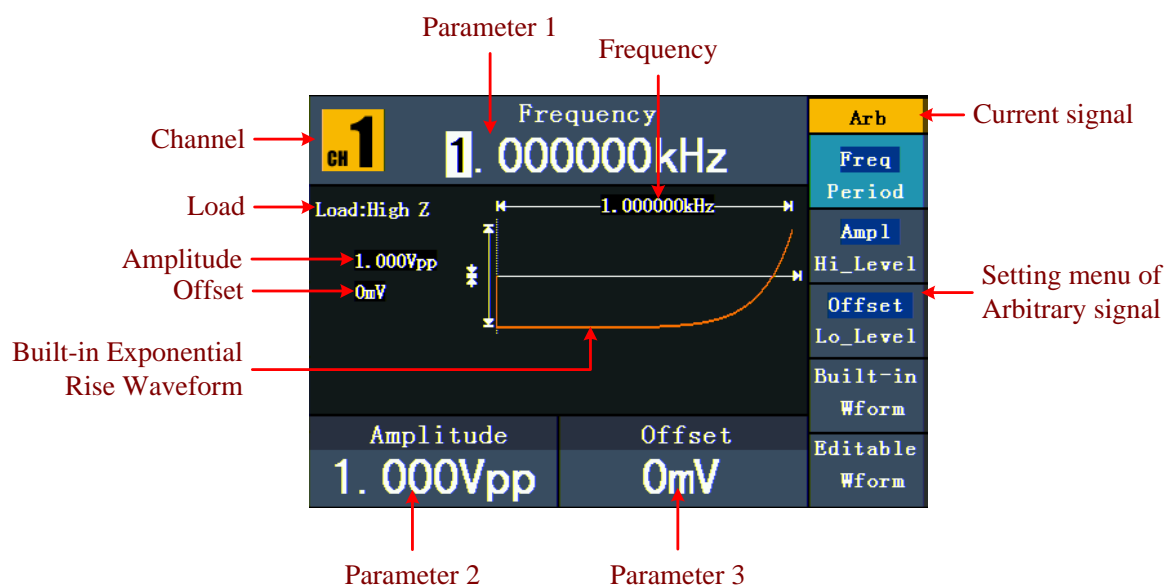 Parameter 1
Frequency
Channel
CH 1
Frequency
1.000000kHz
Arb
Current signal
Freq
Period
Load
Load:High Z
1.000000kHz
Amplitude
1.000Vpp
Offset
0mV
Ampl
Hi_Level
Offset
Lo_Level
Setting menu of
Arbitrary signal
Built-in Exponential
Rise Waveform
Built-in
Wform
Editable
Wform
Amplitude
1.000Vpp
Offset
0mV
Parameter 2
Parameter 3